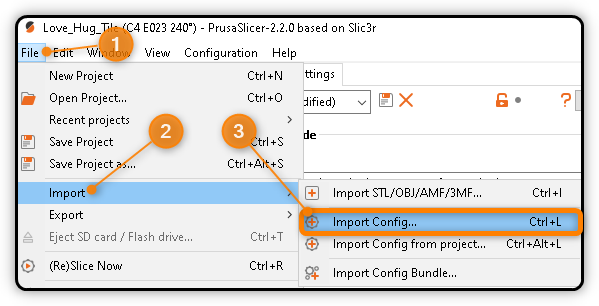 Love_Hug_Tile (C4 E023 240°) - PrusaSlicer-2.2.0 based on Slic3r
File Edit Window View Configuration Help
1
New Project Ctrl+N
ttings
Open Project... Ctrl+O
dified)
?
Recent projects
2
3
Save Project Ctrl+S
de
Save Project as... Ctrl+Alt+S
Import
Import STL/OBJ/AMF/3MF... Ctrl+I
Export
Import Config... Ctrl+L
Eject SD card / Flash drive... Ctrl+T
Import Config from project... Ctrl+Alt+L
(Re)Slice Now Ctrl+R
Import Config Bundle...